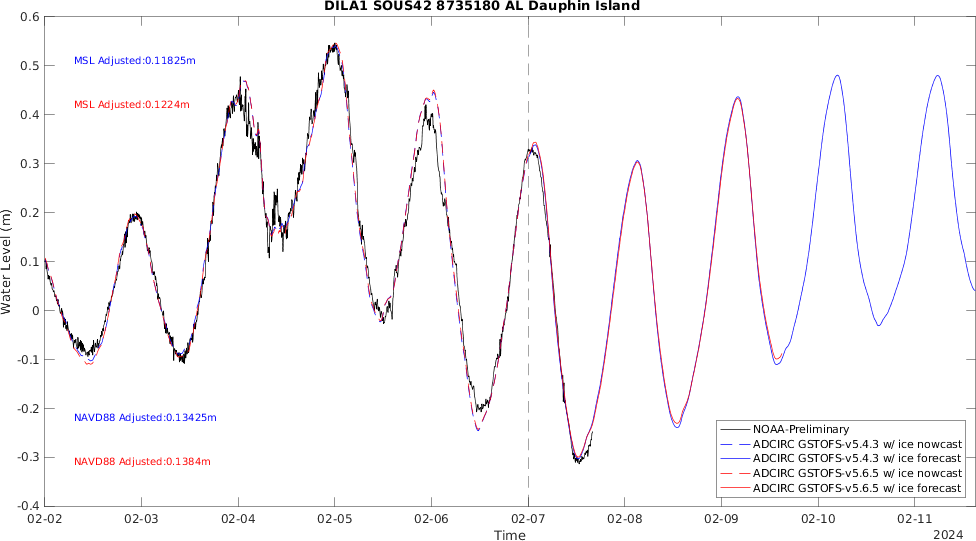 DILA1 SOUS42 8735180 AL Dauphin Island
0.6
0.5
0.4
0.3
0.2
0.1
0
-0.1
-0.2
-0.3
-0.4
Water Level (m)
MSL Adjusted:0.11825m
MSL Adjusted:0.1224m
NAVD88 Adjusted:0.13425m
NAVD88 Adjusted:0.1384m
NOAA-Preliminary
ADCIRC GSTOFS-v5.4.3 w/ ice nowcast
ADCIRC GSTOFS-v5.4.3 w/ ice forecast
ADCIRC GSTOFS-v5.6.5 w/ ice nowcast
ADCIRC GSTOFS-v5.6.5 w/ ice forecast
02-02 02-03 02-04 02-05 02-06 02-07 02-08 02-09 02-10 02-11
Time
2024